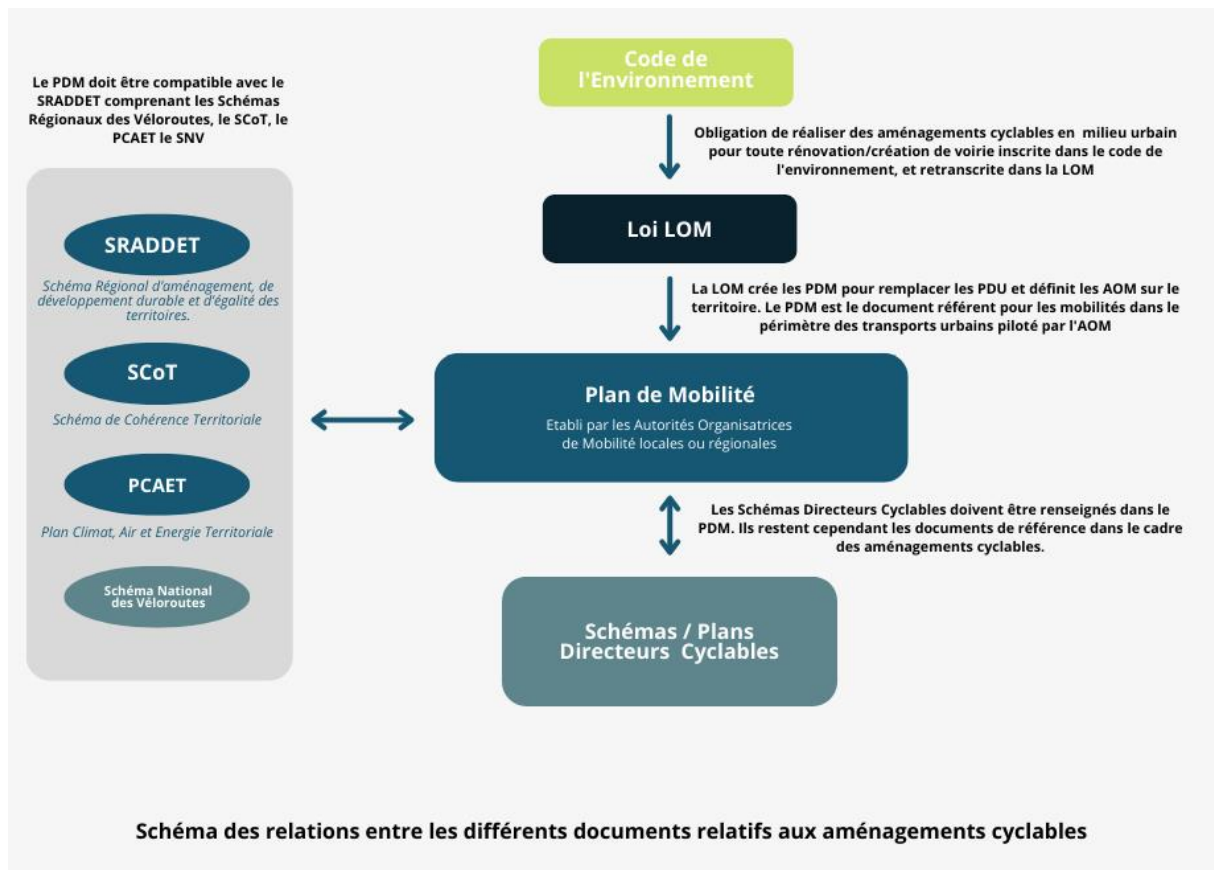 Le PDM doit être compatible avec le
SRADDET comprenant les Schémas
Régionaux des Véloroutes, le SCoT, le
PCAET le SNV
SRADDET
Schéma Régional d'aménagement, de
développement durable et d'égalité des
territoires.
SCoT
Schéma de Cohérence Territoriale
PCAET
Plan Climat, Air et Energie Territoriale
Schéma National
des Véloroutes
Code de
l'Environnement
Obligation de réaliser des aménagements cyclables en milieu urbain
pour toute rénovation/création de voirie inscrite dans le code de
l'environnement, et retranscrite dans la LOM
Loi LOM
La LOM crée les PDM pour remplacer les PDU et définit les AOM sur le
territoire. Le PDM est le document référent pour les mobilités dans le
périmètre des transports urbains piloté par l'AOM
Plan de Mobilité
Etabli par les Autorités Organisatrices
de Mobilité locales ou régionales
Les Schémas Directeurs Cyclables doivent être renseignés dans le
PDM. Ils restent cependant les documents de référence dans le cadre
des aménagements cyclables.
Schémas / Plans
Directeurs Cyclables
Schéma des relations entre les différents documents relatifs aux aménagements cyclables